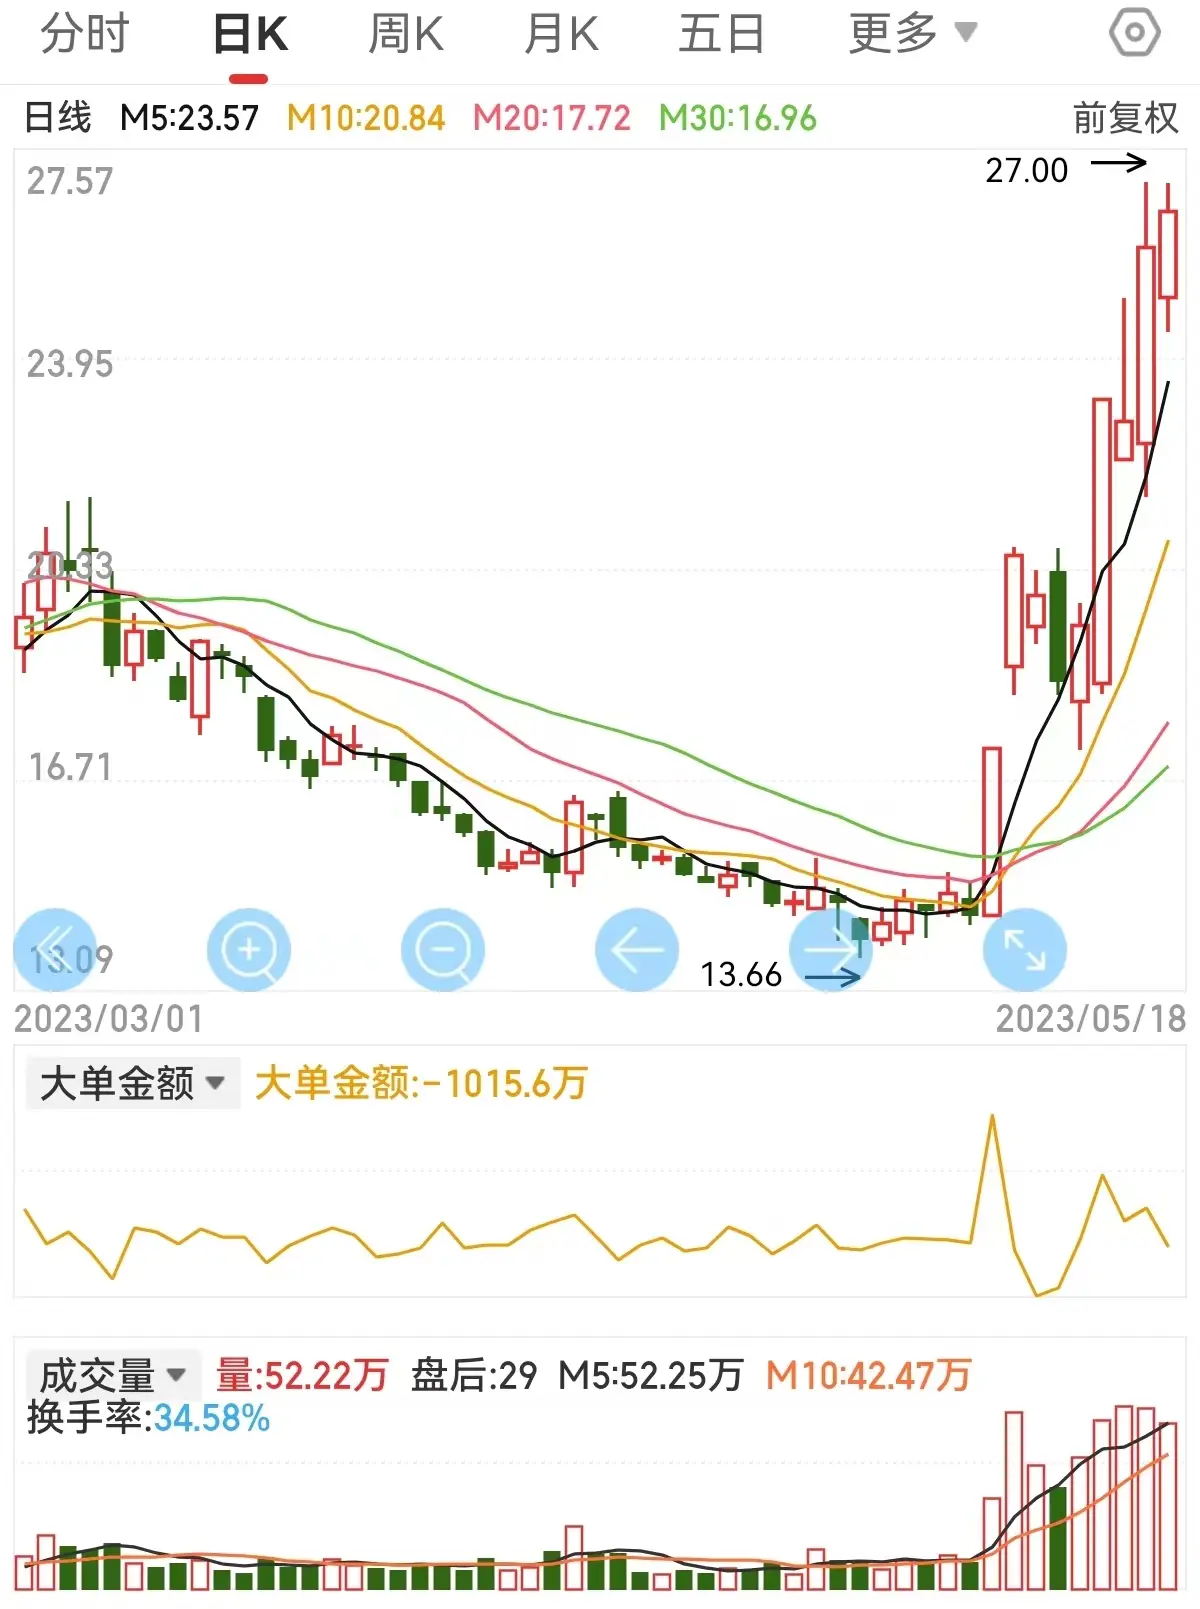 分时 日K 周K 月K 五日 更多
日线 M5:23.57 M10:20.84 M20:17.72 M30:16.96 前复权
27.57
27.00
23.95
20.33
16.71
13.09
13.66
2023/03/01 2023/05/18
大单金额 大单金额:-1015.6万
成交量 量:52.22万 盘后:29 M5:52.25万 M10:42.47万
换手率:34.58%